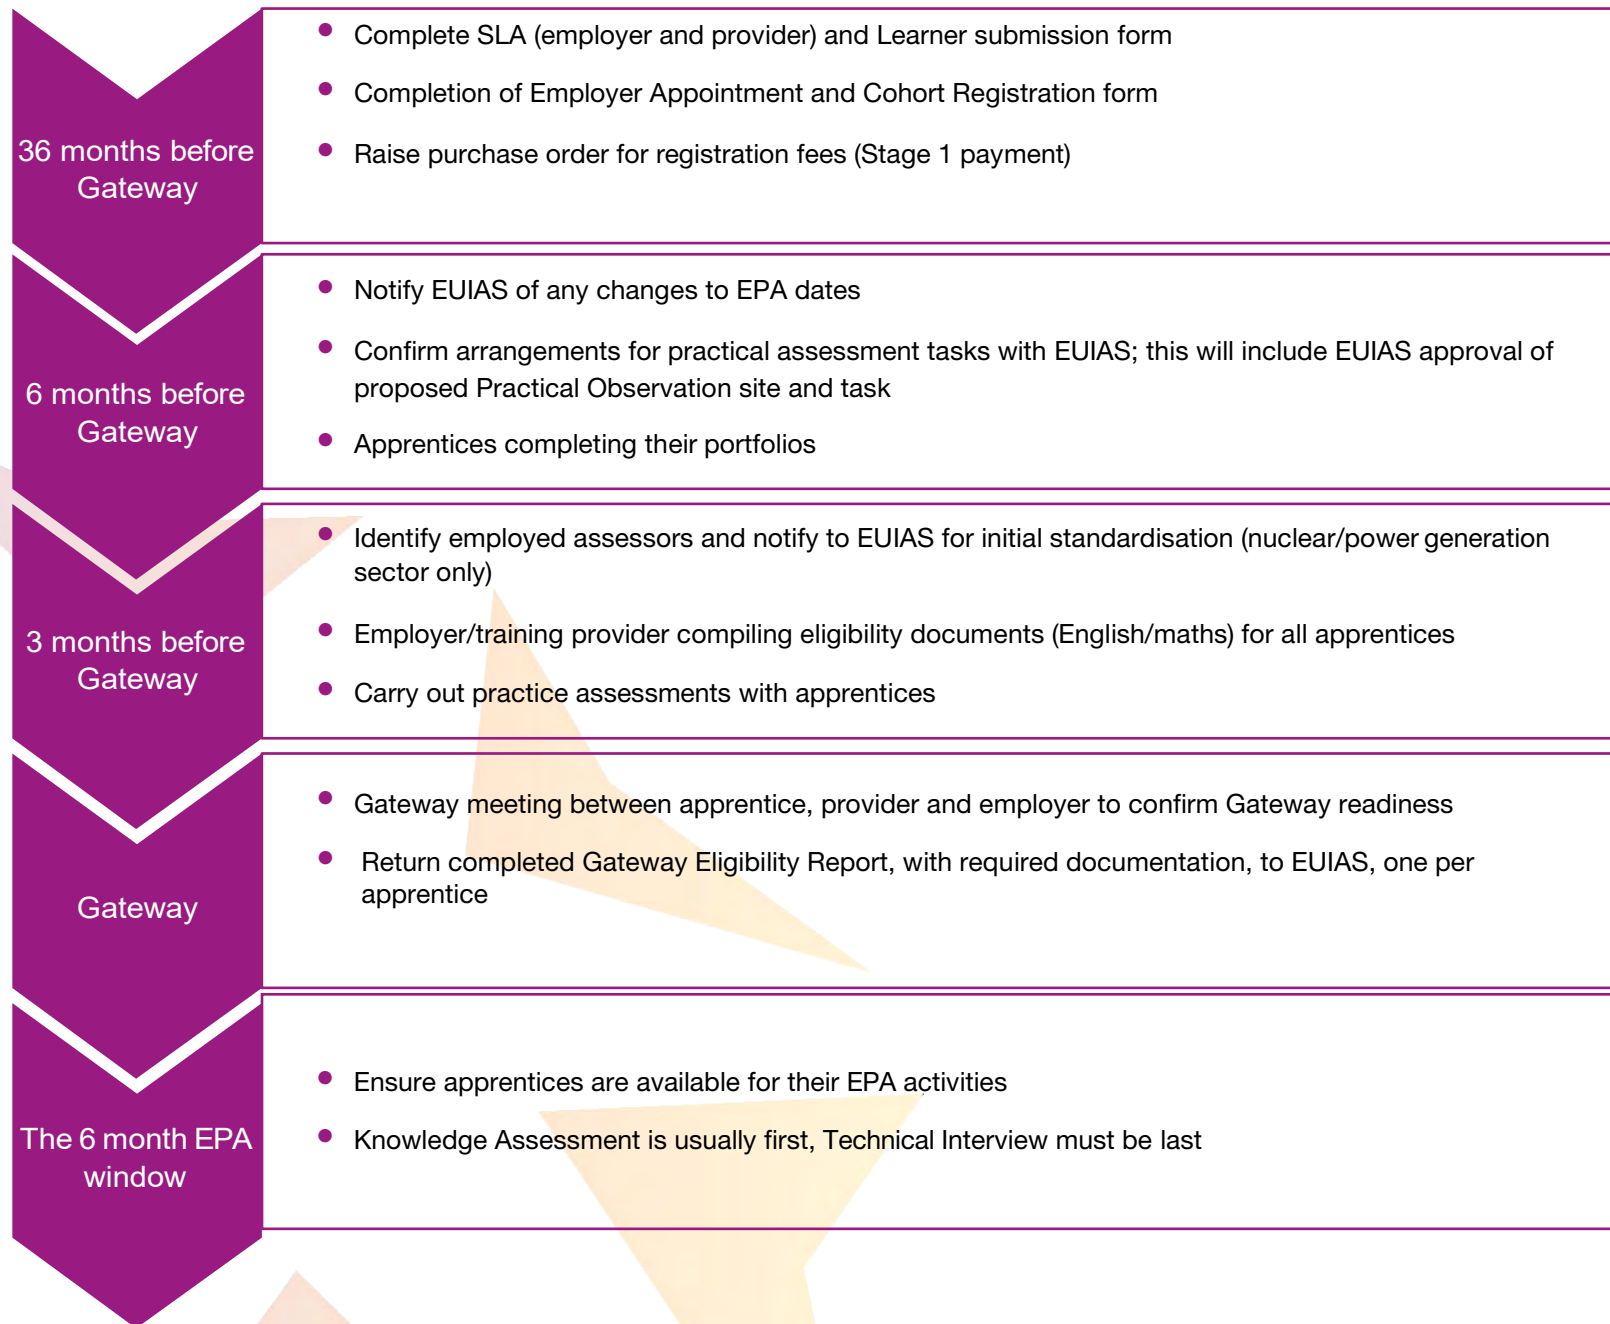 36 months before
Gateway
• Complete SLA (employer and provider) and Learner submission form
• Completion of Employer Appointment and Cohort Registration form
• Raise purchase order for registration fees (Stage 1 payment)
6 months before
Gateway
• Notify EUIAS of any changes to EPA dates
• Confirm arrangements for practical assessment tasks with EUIAS; this will include EUIAS approval of
proposed Practical Observation site and task
• Apprentices completing their portfolios
3 months before
Gateway
• Identify employed assessors and notify to EUIAS for initial standardisation (nuclear/power generation
sector only)
• Employer/training provider compiling eligibility documents (English/maths) for all apprentices
• Carry out practice assessments with apprentices
Gateway
• Gateway meeting between apprentice, provider and employer to confirm Gateway readiness
• Return completed Gateway Eligibility Report, with required documentation, to EUIAS, one per
apprentice
The 6 month EPA
window
• Ensure apprentices are available for their EPA activities
• Knowledge Assessment is usually first, Technical Interview must be last